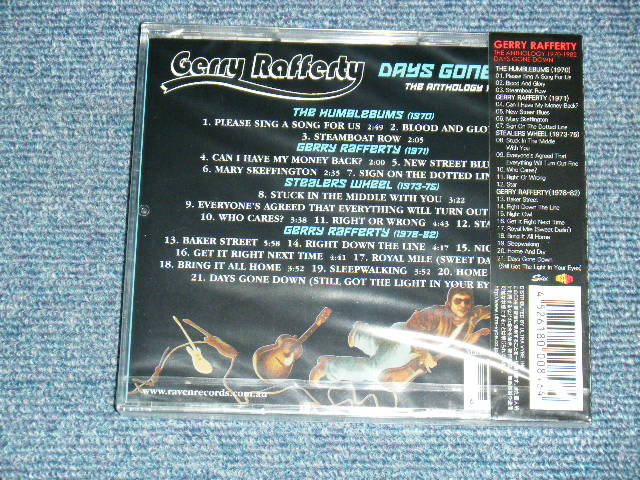 Gerry Rafferty DAYS GONE
THE ANTHOLOGY
THE HUMBLEBUMS (1970)
1. PLEASE SING A SONG FOR US 2:49 2. BLOOD AND GLO
3. STEAMBOAT ROW 2:05
GERRY RAFFERTY (1971)
4. CAN I HAVE MY MONEY BACK? 2:00 5. NEW STREET BLU
6. MARY SKEFFINGTON 2:35 7. SIGN ON THE DOTTED LIN
STEALERS WHEEL (1973-75)
8. STUCK IN THE MIDDLE WITH YOU 3:22
9. EVERYONE'S AGREED THAT EVERYTHING WILL TURN OUT
10. WHO CARES? 3:38 11. RIGHT OR WRONG 4:43 12. STA
GERRY RAFFERTY (1978-82)
13. BAKER STREET 5:58 14. RIGHT DOWN THE LINE 4:17 15. NIG
16. GET IT RIGHT NEXT TIME 4:41 17. ROYAL MILE (SWEET DA
18. BRING IT ALL HOME 3:52 19. SLEEPWALKING 3:52 20. HOME
21. DAYS GONE DOWN (STILL GOT THE LIGHT IN YOUR EY
www.ravenrecords.com.au
GERRY RAFFERTY
THE ANTHOLOGY 1970-1982
DAYS GONE DOWN
THE HUMBLEBUMS (1970)
01. Please Sing A Song For Us
02. Blood And Glory
03. Steamboat Row
GERRY RAFFERTY (1971)
04. Can I Have My Money Back?
05. New Street Blues
06. Mary Skeffington
07. Sign On The Dotted Line
STEALERS WHEEL (1973-75)
08. Stuck In The Middle
With You
09. Everyone's Agreed That
Everything Will Turn Out Fine
10. Who Cares?
11. Right Or Wrong
12. Star
GERRY RAFFERTY (1978-82)
13. Baker Street
14. Right Down The Line
15. Night Owl
16. Get It Right Next Time
17. Royal Mile (Sweet Darlin')
18. Bring It All Home
19. Sleepwalking
20. Home And Dry
21. Days Gone Down
(Still Got The Light In Your Eyes)